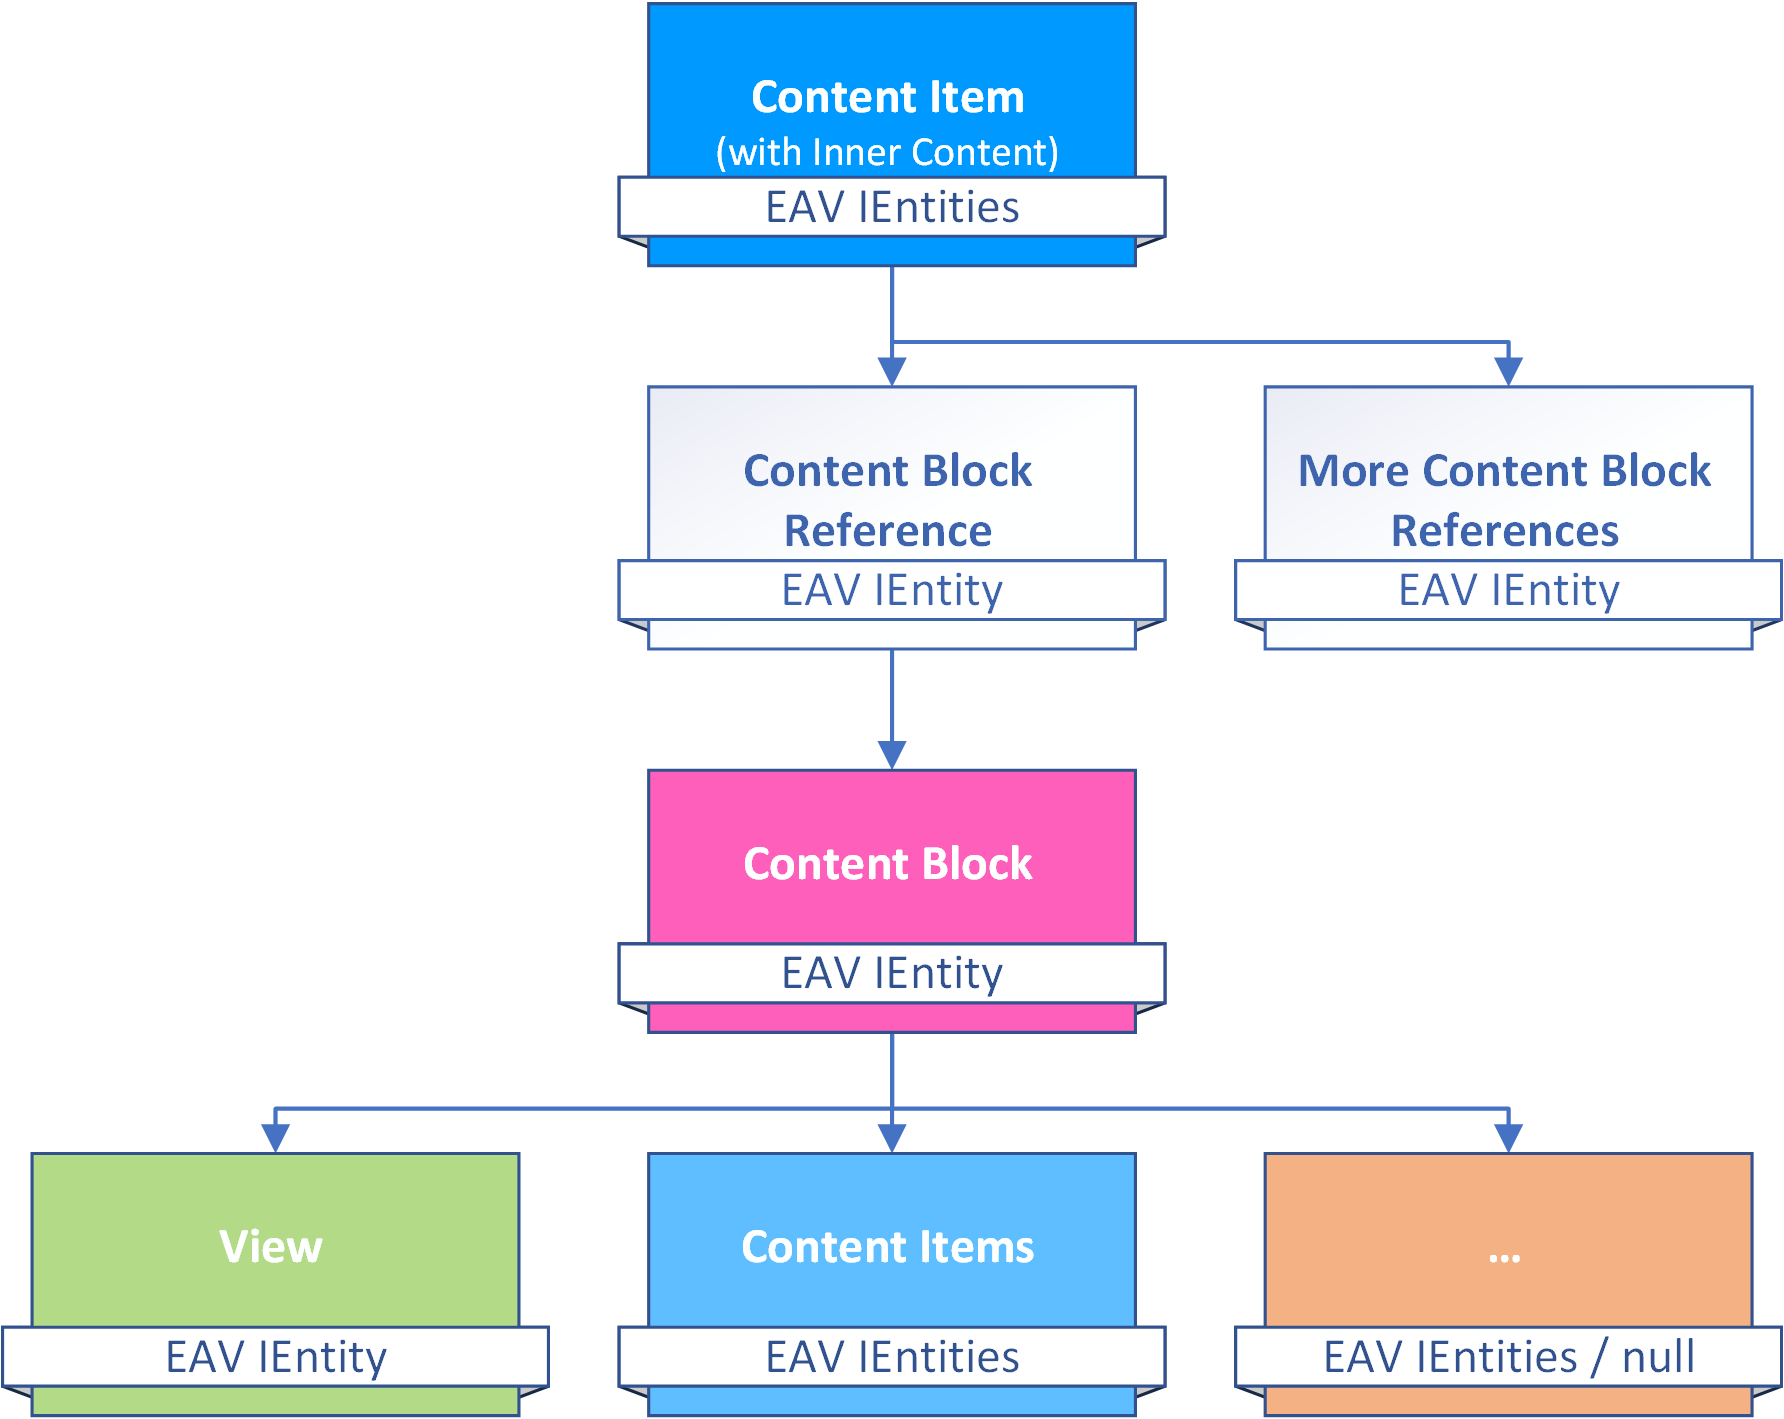 Content Item
(with Inner Content)
EAV IEntities
Content Block
Reference
EAV IEntity
More Content Block
References
EAV IEntity
Content Block
EAV IEntity
View
EAV IEntity
Content Items
EAV IEntities
...
EAV IEntities / null